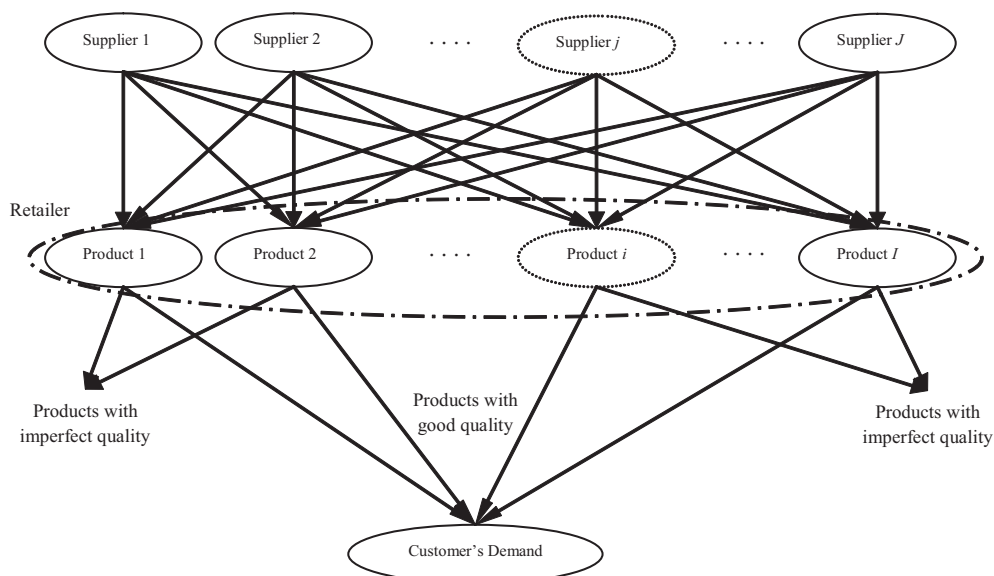 Supplier 1
Supplier 2
. . . .
Supplier j
. . . .
Supplier J
Retailer
Product 1
Product 2
. . . .
Product i
. . . .
Product I
Products with
imperfect quality
Products with
good quality
Products with
imperfect quality
Customer's Demand